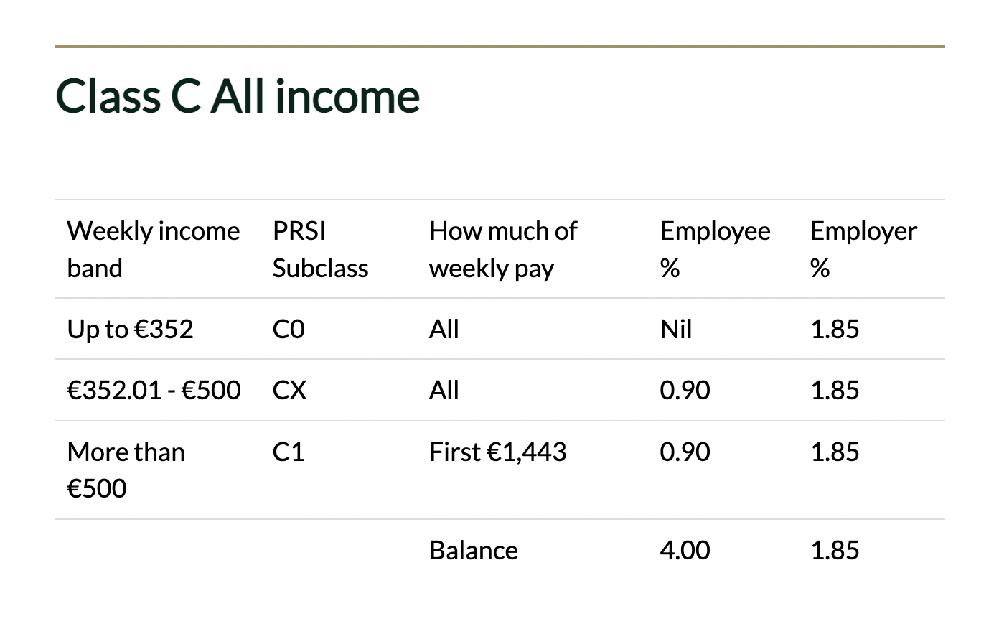 Class C All income
Weekly income band PRSI Subclass How much of weekly pay Employee % Employer %
Up to €352 C0 All Nil 1.85
€352.01 - €500 CX All 0.90 1.85
More than €500 C1 First €1,443 0.90 1.85
Balance 4.00 1.85